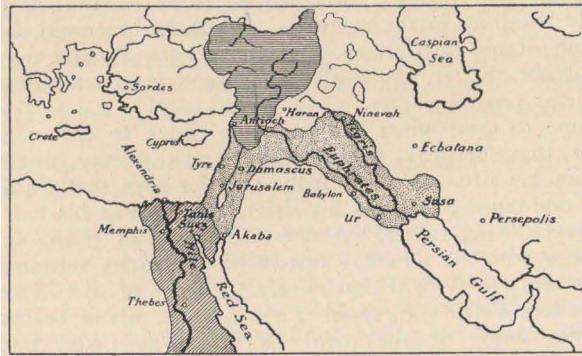 Caspian
Sea
Sardes
Haran
Nineveh
Antioch
Tigris
Crete
Cyprus
Ecbatana
Tyre
Damascus
Euphrates
Alexandria
Jerusalem
Babylon
Susa
Tanis
Suez
Ur
Persepolis
Memphis
Akaba
Nile
Persian
Gulf
Thebes
Red Sea